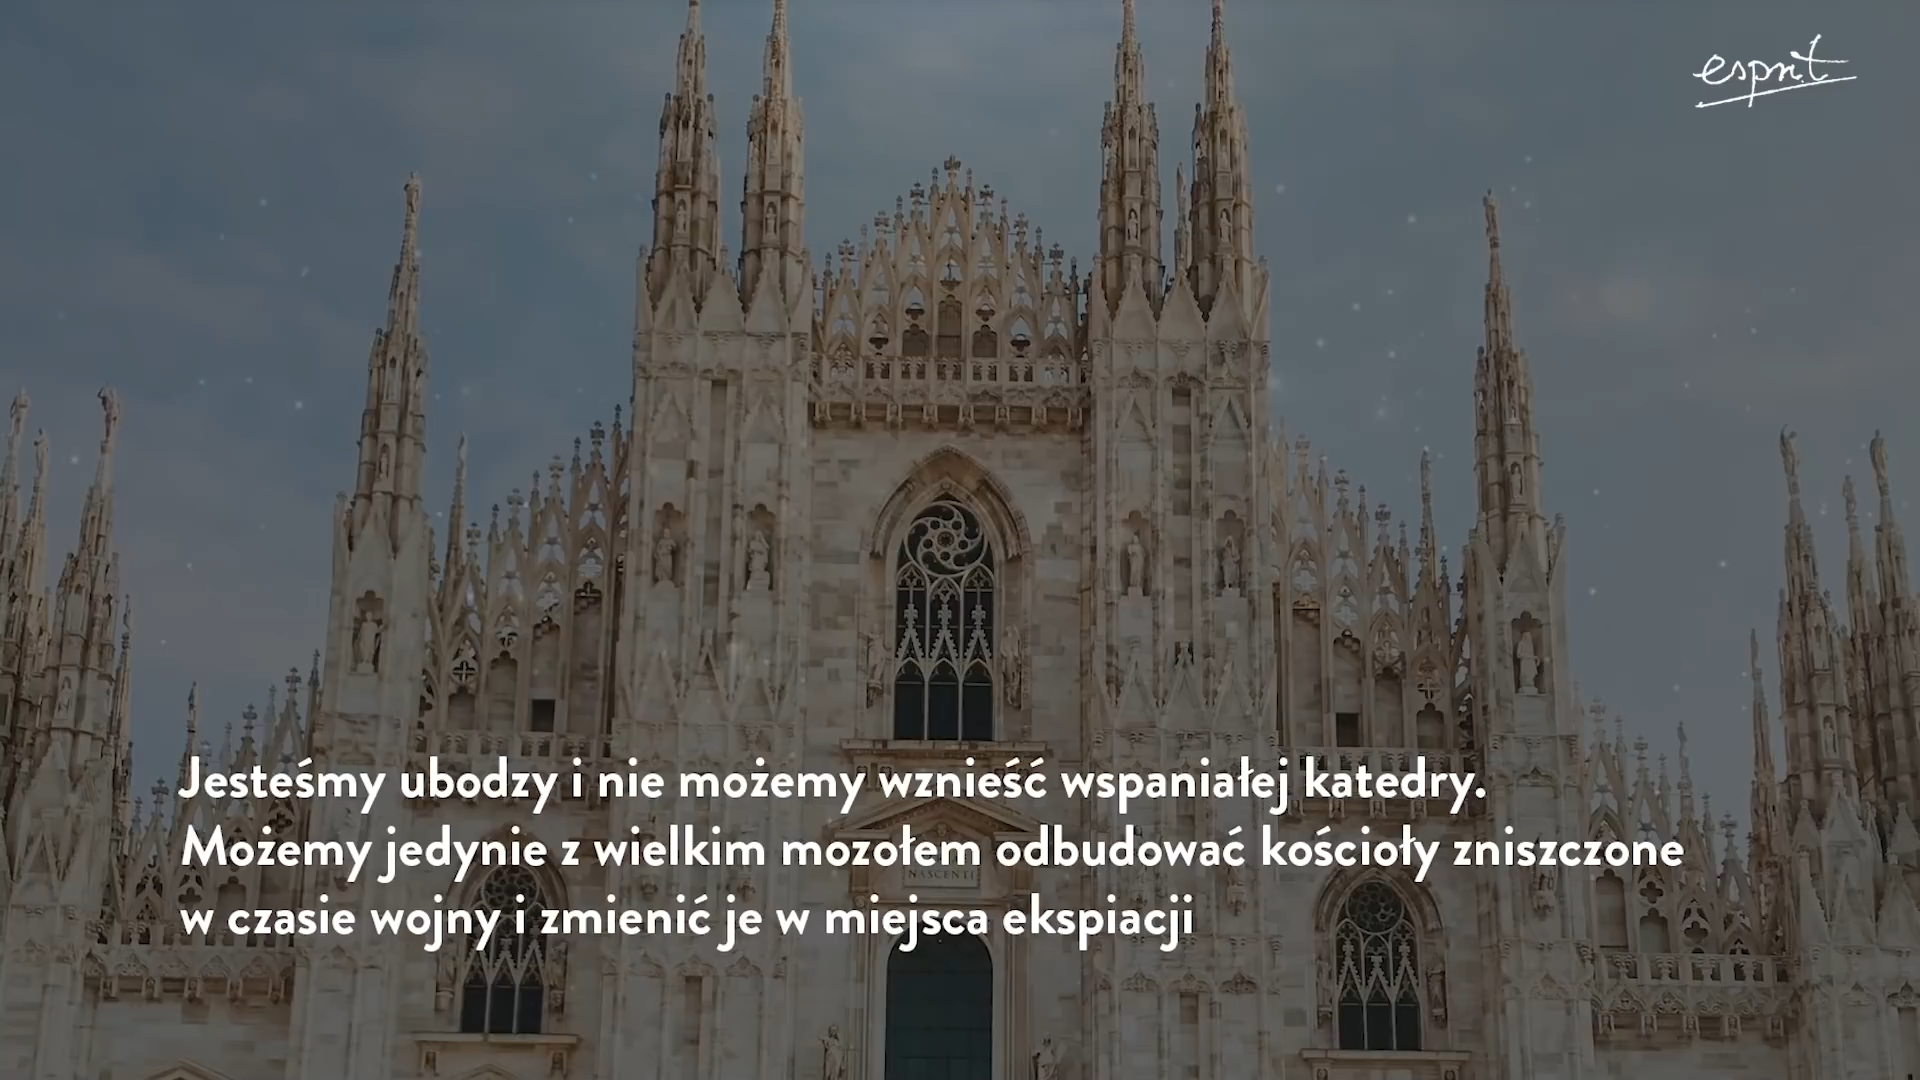 esprit
Jesteśmy ubodzy i nie możemy wznieść wspaniałej katedry.
Możemy jedynie z wielkim mozołem odbudować kościoły zniszczone
NASCENTI
w czasie wojny i zmienić je w miejsca ekspiacji